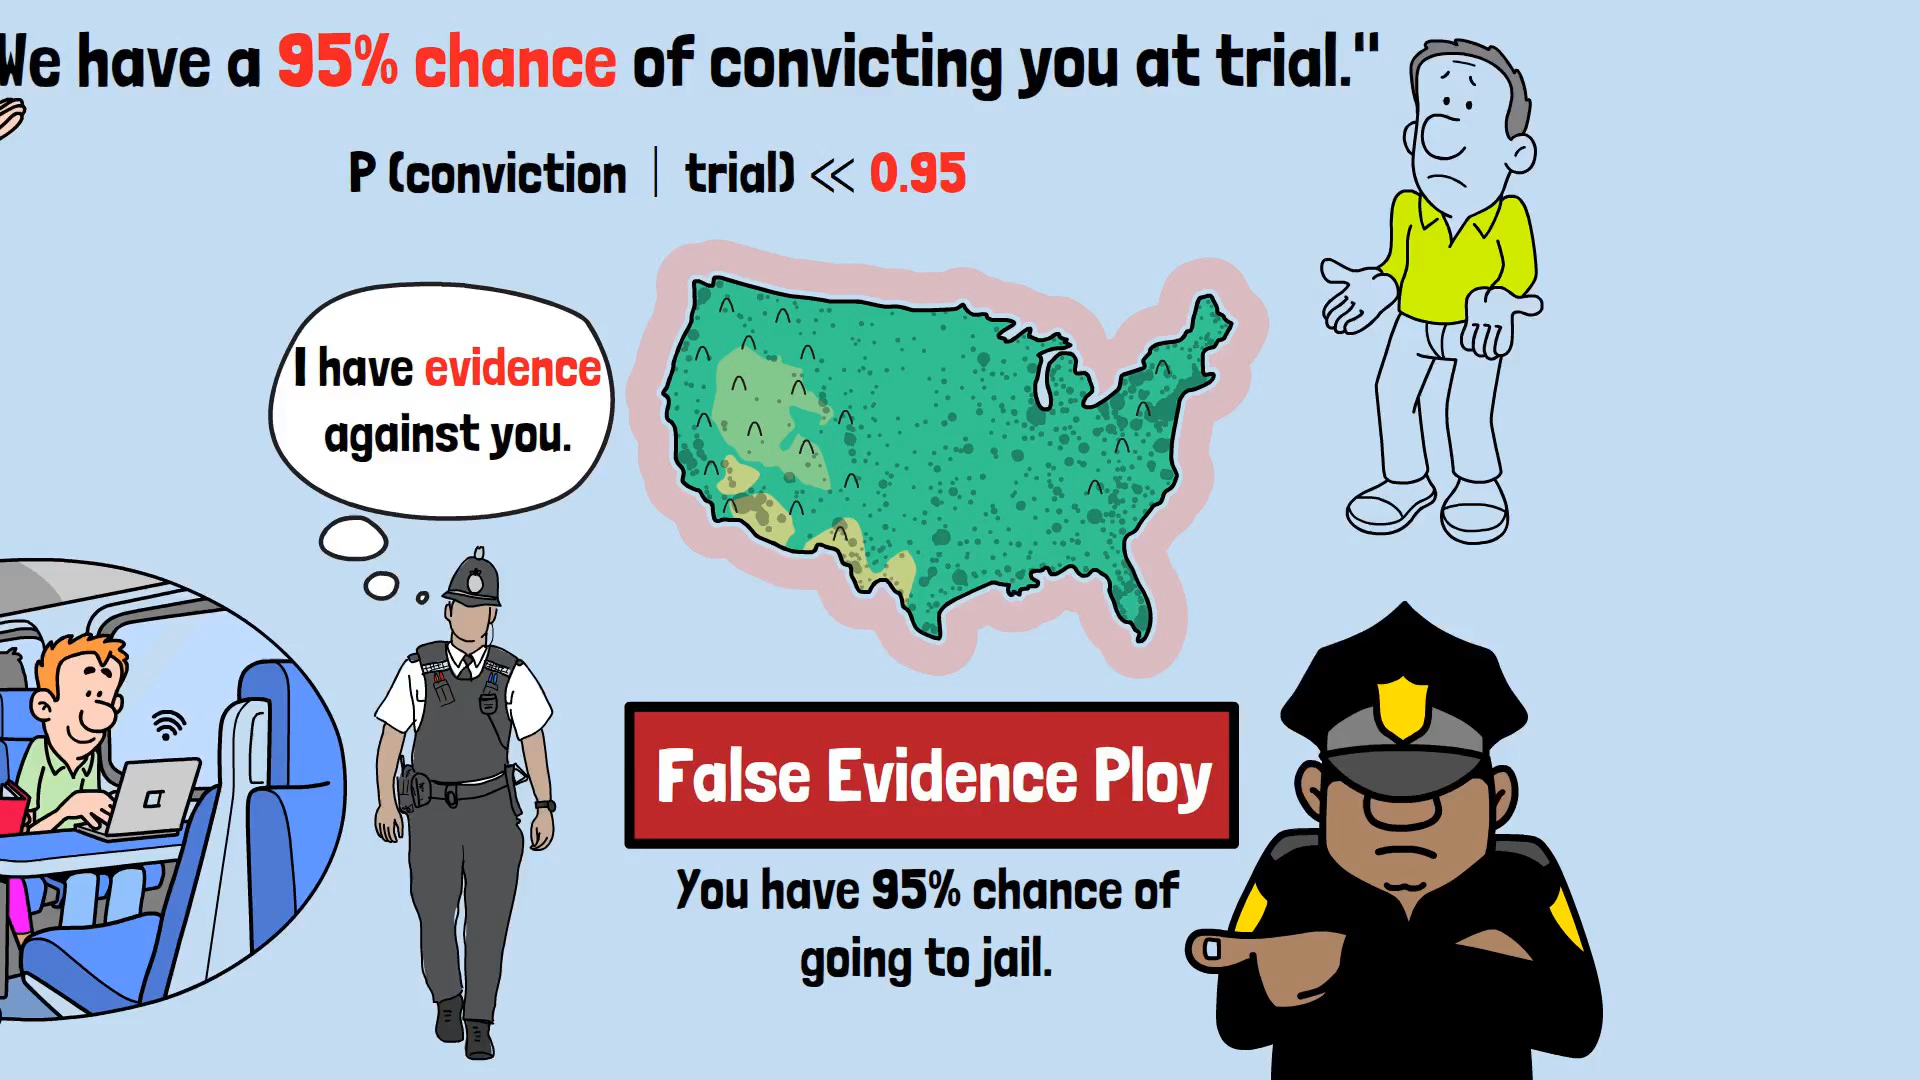 We have a 95% chance of convicting you at trial."
P (conviction | trial) << 0.95
I have evidence
against you.
False Evidence Ploy
You have 95% chance of
going to jail.